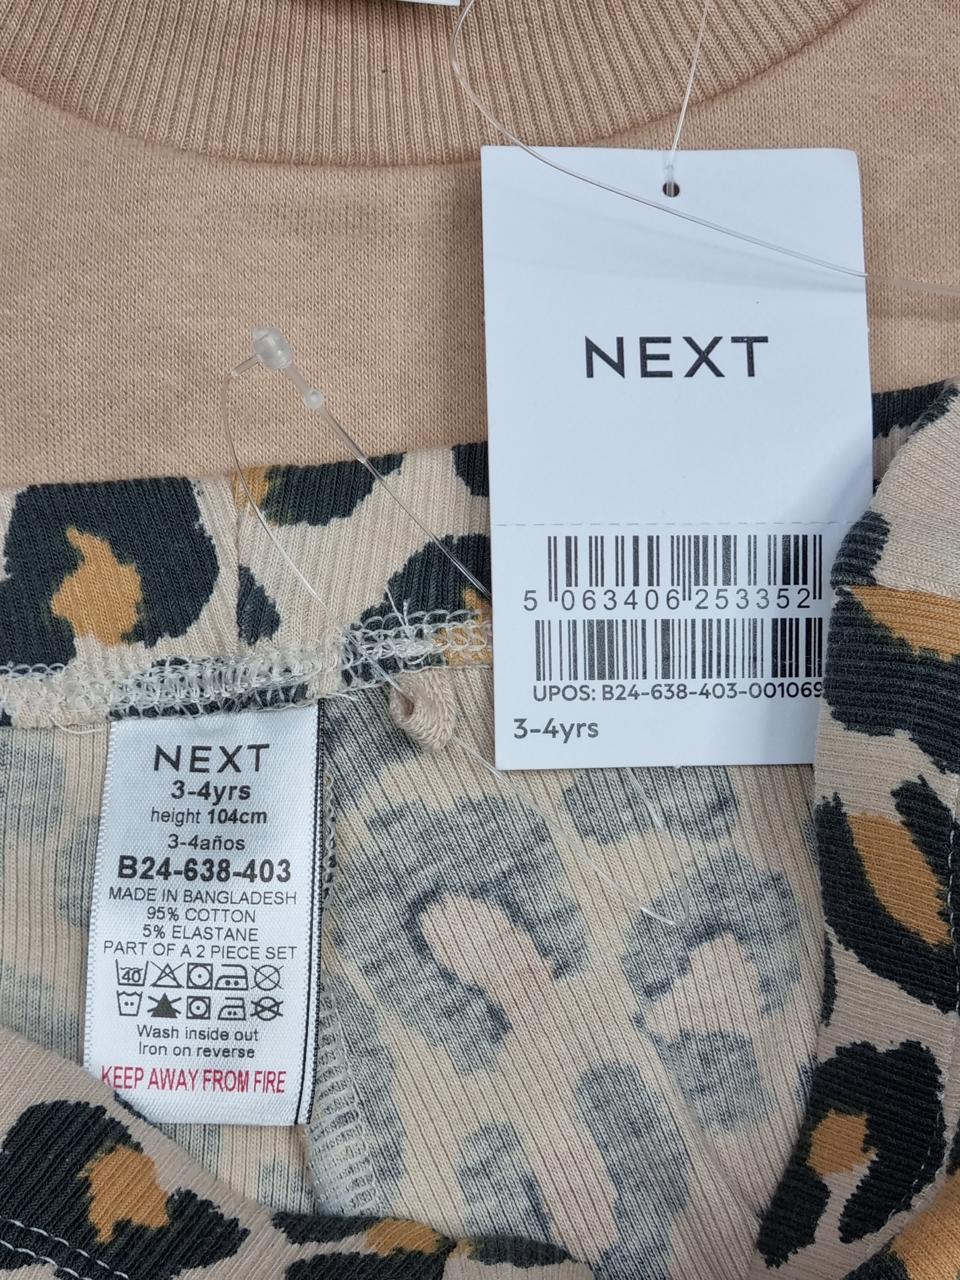 NEXT
5 063406 253352
UPOS: B24-638-403-001069
3-4yrs
NEXT
3-4yrs
height 104cm
3-4años
B24-638-403
MADE IN BANGLADESH
95% COTTON
5% ELASTANE
PART OF A 2 PIECE SET
40
Wash inside out
Iron on reverse
KEEP AWAY FROM FIRE